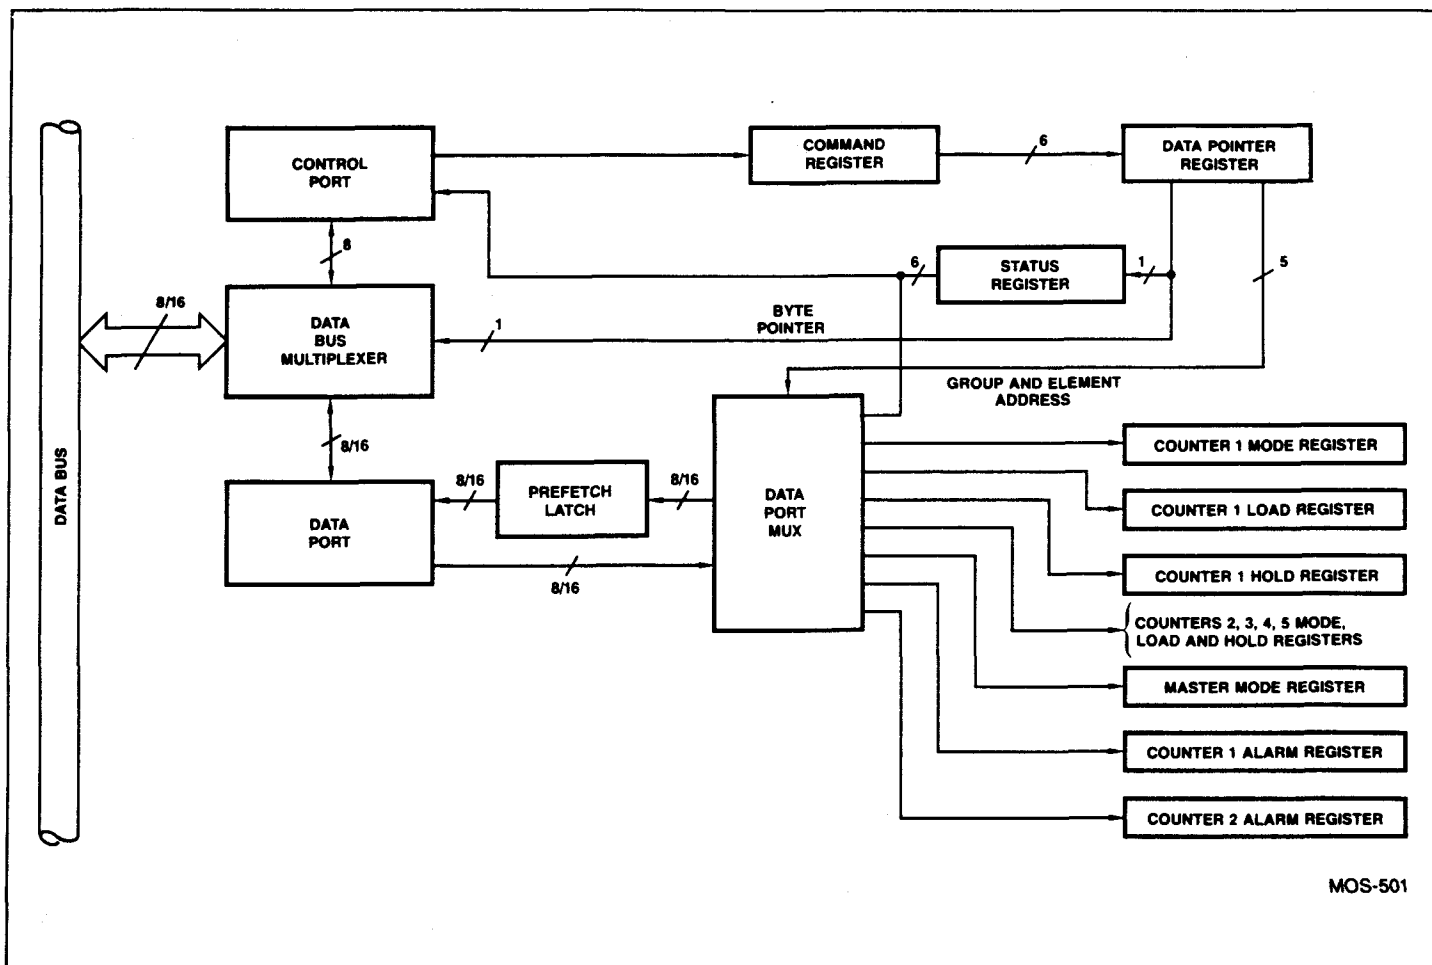 CONTROL
PORT
COMMAND
REGISTER
6
DATA POINTER
REGISTER
8
6
STATUS
REGISTER
1
5
8/16
DATA
BUS
MULTIPLEXER
1
BYTE
POINTER
GROUP AND ELEMENT
ADDRESS
8/16
DATA BUS
DATA
PORT
8/16
PREFETCH
LATCH
8/16
8/16
DATA
PORT
MUX
COUNTER 1 MODE REGISTER
COUNTER 1 LOAD REGISTER
COUNTER 1 HOLD REGISTER
COUNTERS 2, 3, 4, 5 MODE,
LOAD AND HOLD REGISTERS
MASTER MODE REGISTER
COUNTER 1 ALARM REGISTER
COUNTER 2 ALARM REGISTER
MOS-501